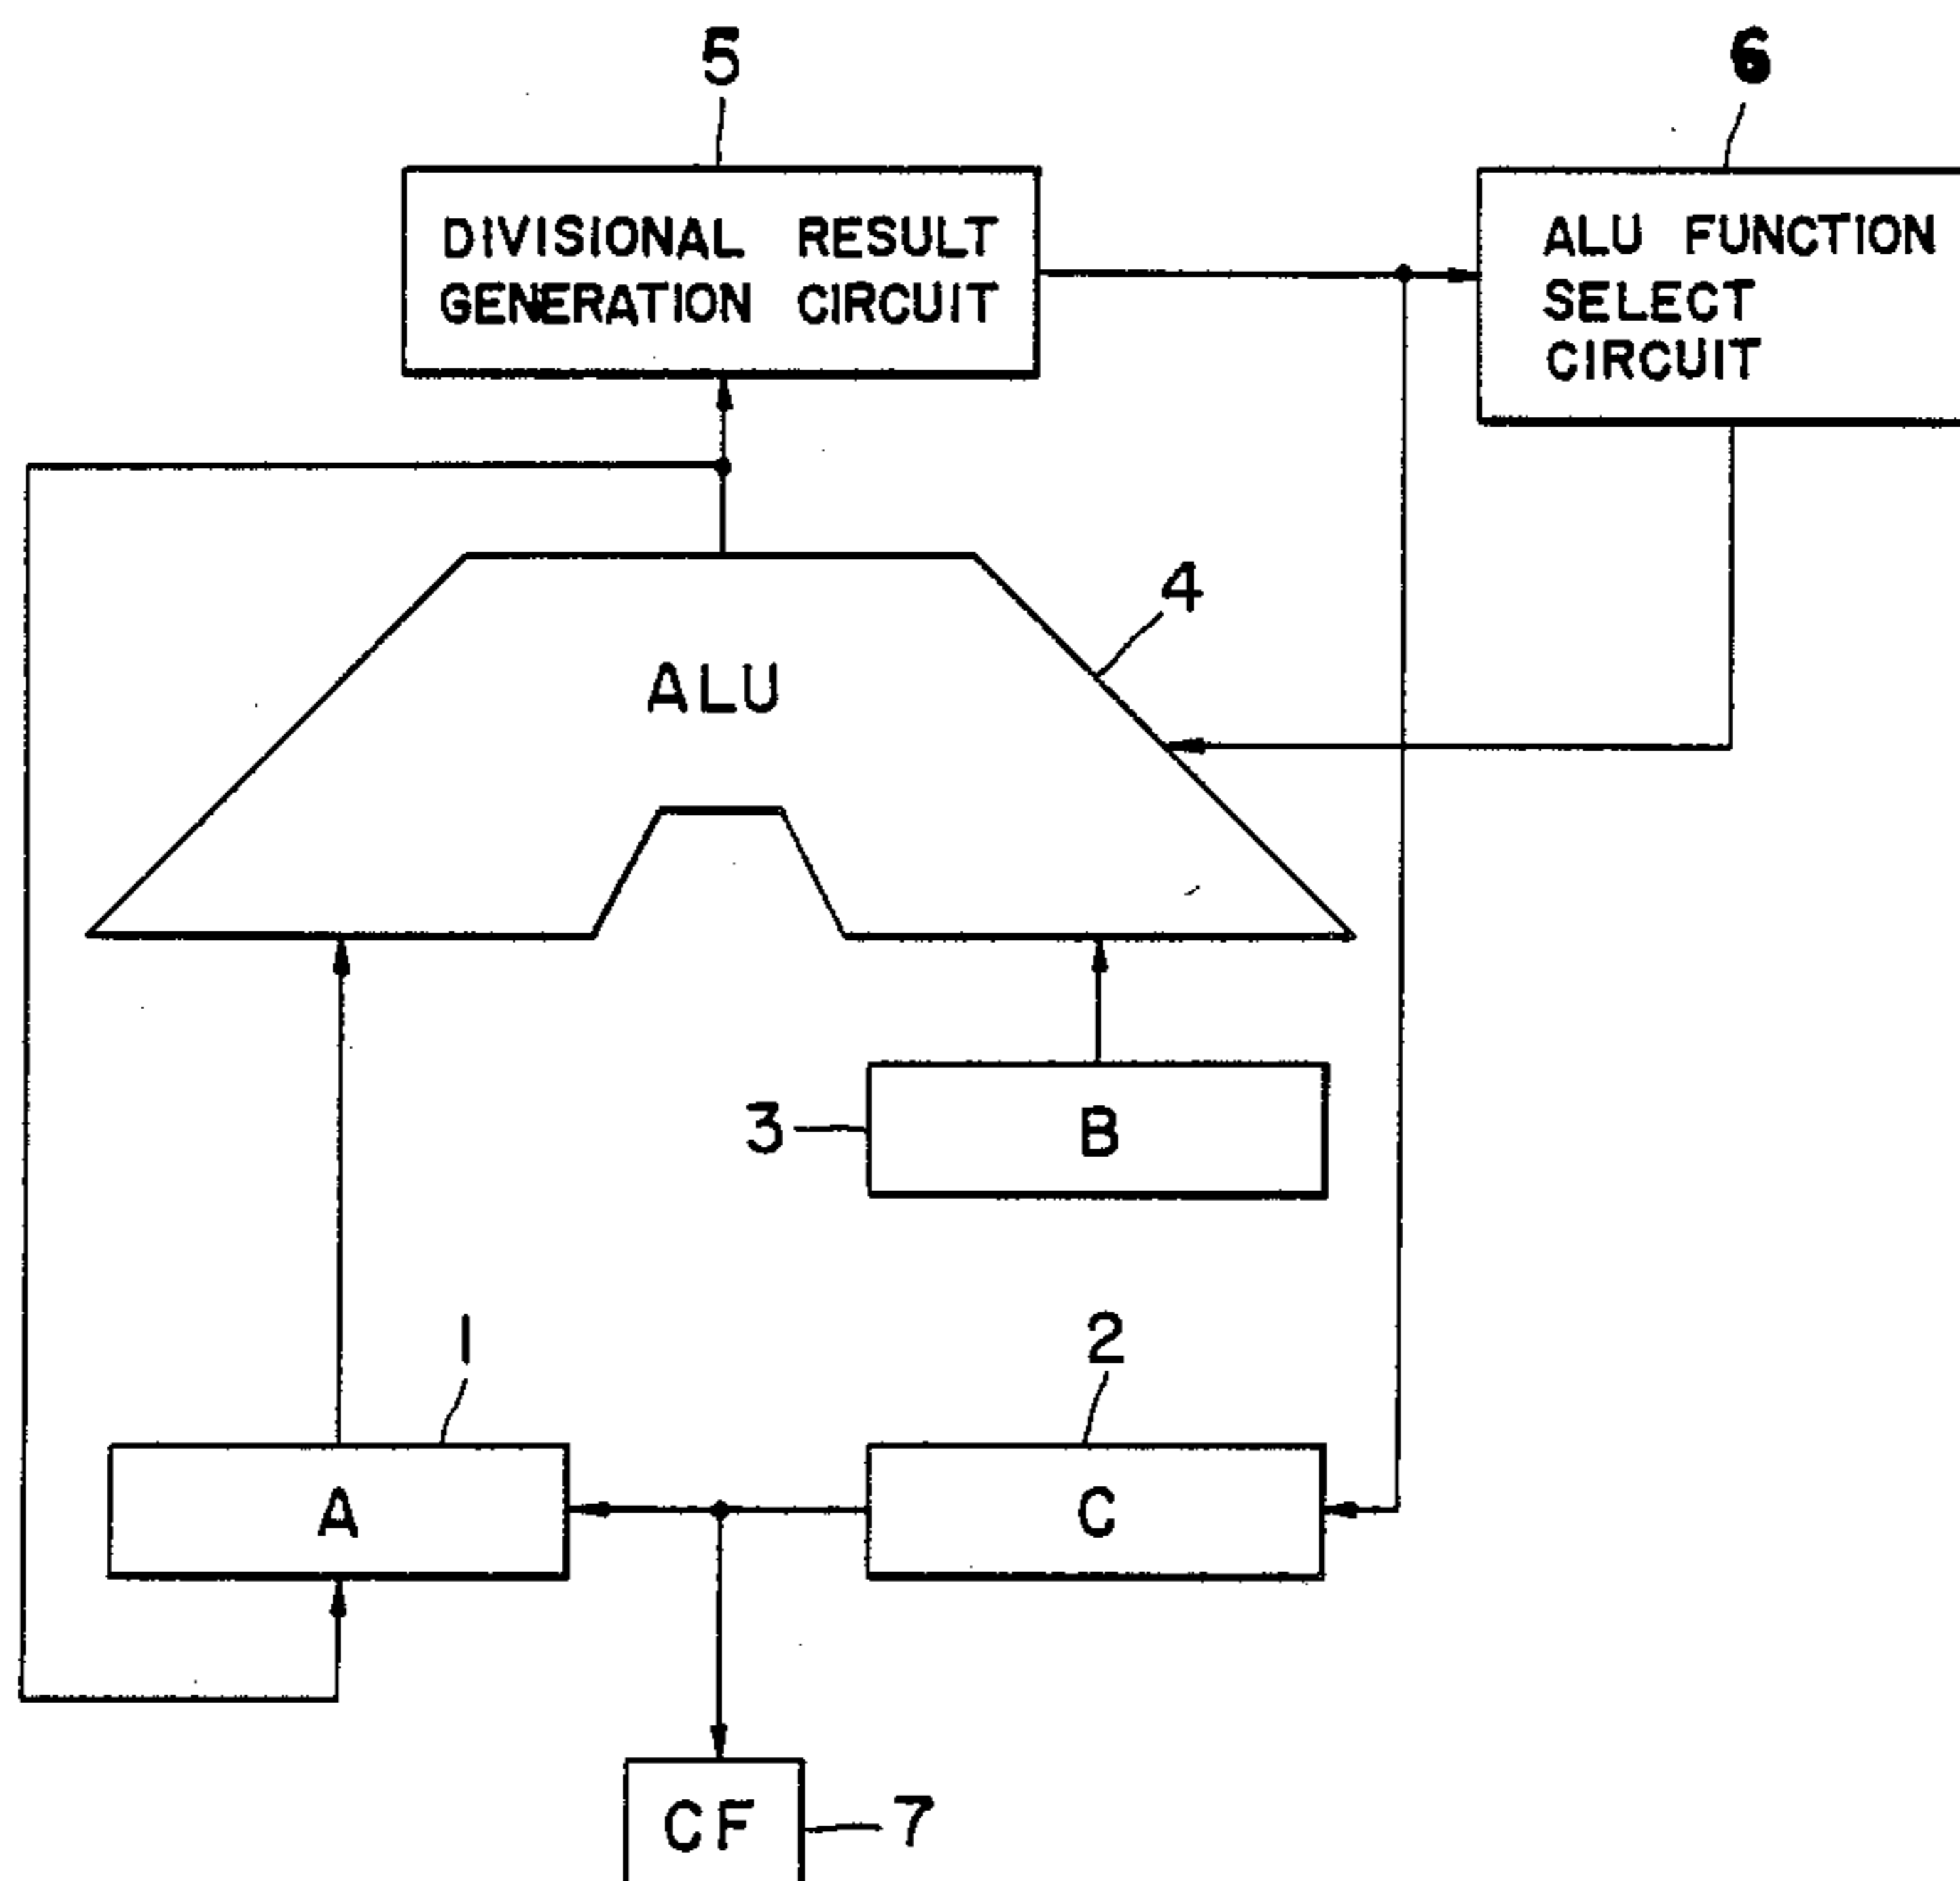 5
6
DIVISIONAL RESULT
GENERATION CIRCUIT
ALU FUNCTION
SELECT
CIRCUIT
4
ALU
3
B
1
2
A
C
CF
7